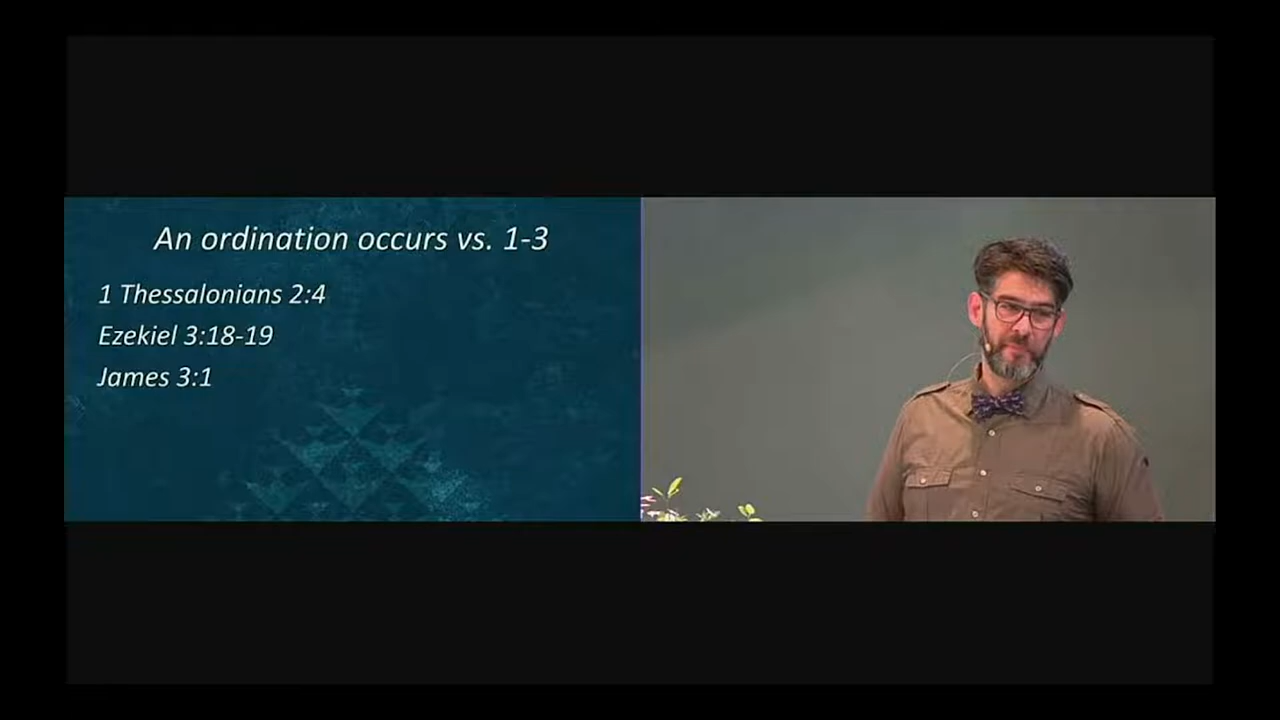 An ordination occurs vs. 1-3
1 Thessalonians 2:4
Ezekiel 3:18-19
James 3:1